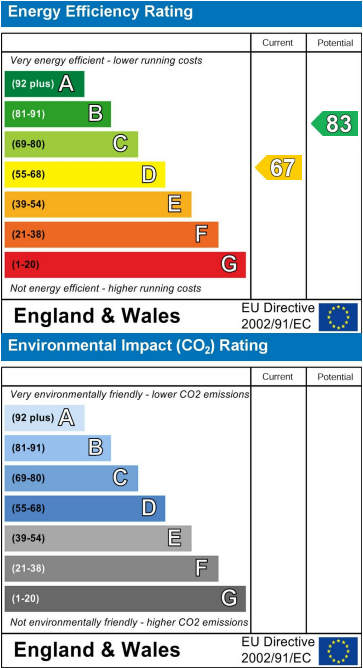 Energy Efficiency Rating
Current Potential
Very energy efficient - lower running costs
(92 plus) A
(81-91) B
(69-80) C
(55-68) D
(39-54) E
(21-38) F
(1-20) G
67
83
Not energy efficient - higher running costs
England & Wales
EU Directive
2002/91/EC
Environmental Impact (CO₂) Rating
Current Potential
Very environmentally friendly - lower CO2 emissions
(92 plus) A
(81-91) B
(69-80) C
(55-68) D
(39-54) E
(21-38) F
(1-20) G
Not environmentally friendly - higher CO2 emissions
England & Wales
EU Directive
2002/91/EC